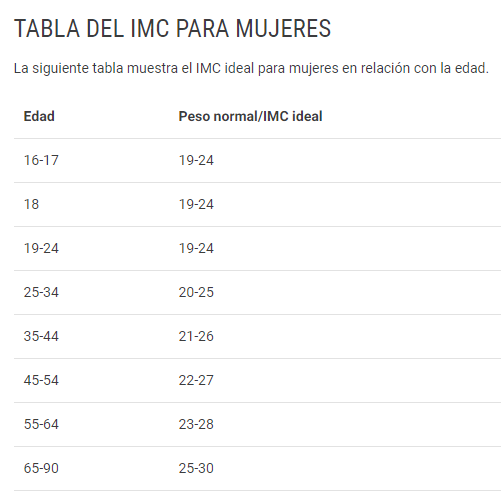 TABLA DEL IMC PARA MUJERES
La siguiente tabla muestra el IMC ideal para mujeres en relación con la edad.
Edad Peso normal/IMC ideal
16-17 19-24
18 19-24
19-24 19-24
25-34 20-25
35-44 21-26
45-54 22-27
55-64 23-28
65-90 25-30